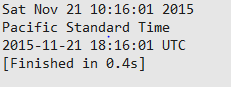 Sat Nov 21 10:16:01 2015
Pacific Standard Time
2015-11-21 18:16:01 UTC
[Finished in 0.4s]